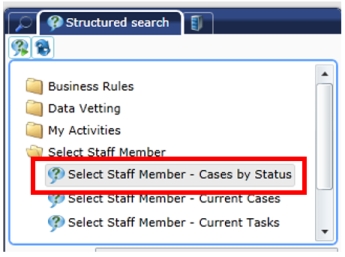 Structured search
Business Rules
Data Vetting
My Activities
Select Staff Member
Select Staff Member - Cases by Status
Select Staff Member - Current Cases
Select Staff Member - Current Tasks